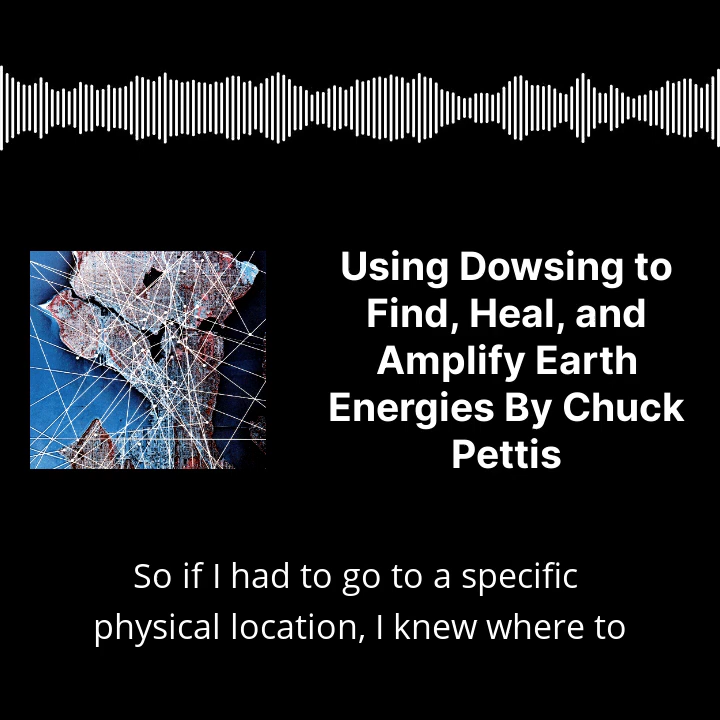 Using Dowsing to
Find, Heal, and
Amplify Earth
Energies By Chuck
Pettis
So if I had to go to a specific
physical location, I knew where to